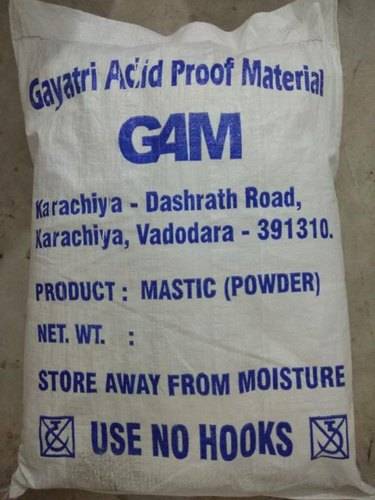 Gayatri Acid Proof Material
GAM
Karachiya - Dashrath Road,
Karachiya, Vadodara - 391310.
PRODUCT : MASTIC (POWDER)
NET. WT. :
STORE AWAY FROM MOISTURE
USE NO HOOKS